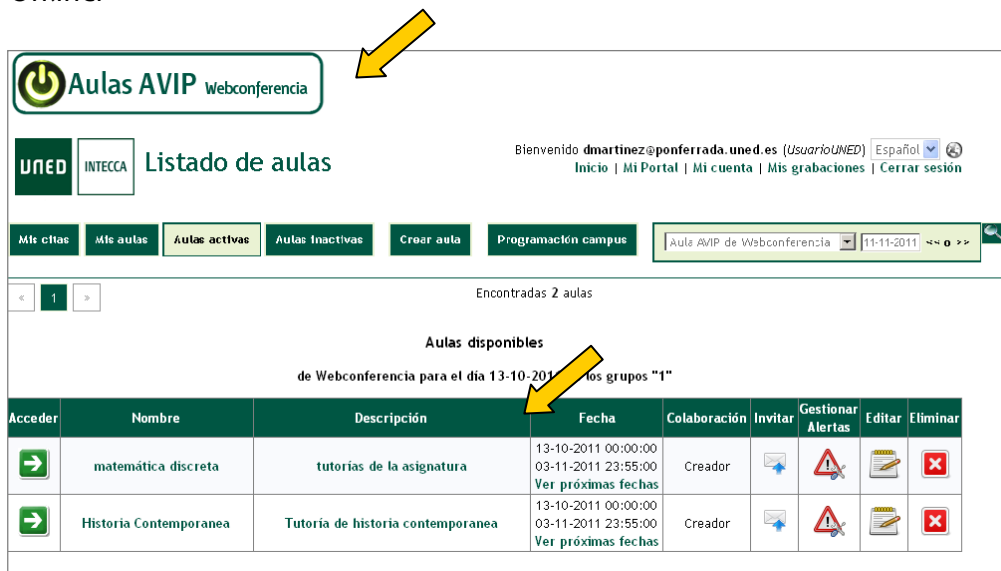 Aulas AVIP Webconferencia
UNED INTECCA Listado de aulas
Bienvenido dmartinez@ponferrada.uned.es (UsuarioUNED) Español
Inicio | Mi Portal | Mi cuenta | Mis grabaciones | Cerrar sesión
Mis citas Mis aulas Aulas activas Aulas inactivas Crear aula Programación campus Aula AVIP de Webconferencia 11-11-2011 << o >>
« 1 » Encontradas 2 aulas
Aulas disponibles
de Webconferencia para el día 13-10-201 los grupos "1"
Acceder Nombre Descripción Fecha Colaboración Invitar Gestionar Alertas Editar Eliminar
matemática discreta tutorías de la asignatura 13-10-2011 00:00:00 Creador
03-11-2011 23:55:00
Ver próximas fechas
Historia Contemporanea Tutoría de historia contemporanea 13-10-2011 00:00:00 Creador
03-11-2011 23:55:00
Ver próximas fechas